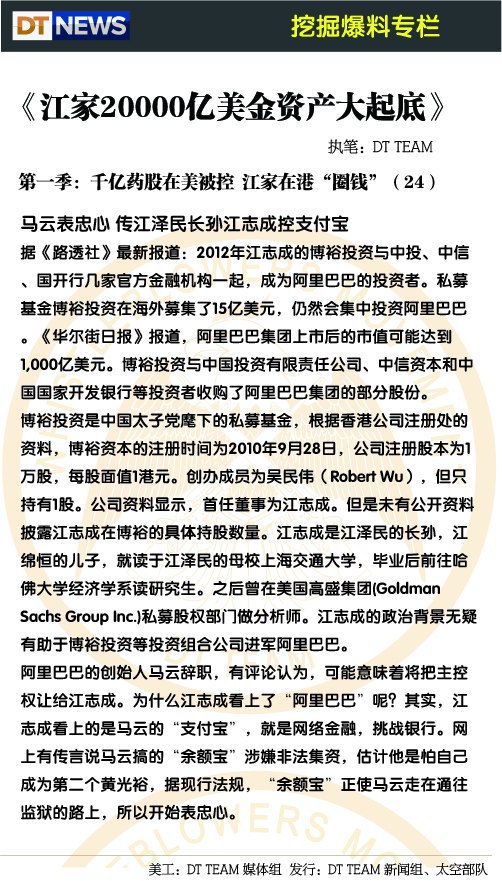 DT NEWS 挖掘爆料专栏
《江家20000亿美金资产大起底》
执笔：DT TEAM
第一季：千亿药股在美被控 江家在港“圈钱”（24）
马云表忠心 传江泽民长孙江志成控支付宝
据《路透社》最新报道：2012年江志成的博裕投资与中投、中信
、国开行几家官方金融机构一起，成为阿里巴巴的投资者。私募
基金博裕投资在海外募集了15亿美元，仍然会集中投资阿里巴巴
。《华尔街日报》报道，阿里巴巴集团上市后的市值可能达到
1,000亿美元。博裕投资与中国投资有限责任公司、中信资本和中
国国家开发银行等投资者收购了阿里巴巴集团的部分股份。
博裕投资是中国太子党麾下的私募基金，根据香港公司注册处的
资料，博裕资本的注册时间为2010年9月28日，公司注册股本为1
万股，每股面值1港元。创办成员为吴民伟（Robert Wu），但只
持有1股。公司资料显示，首任董事为江志成。但是未有公开资料
披露江志成在博裕的具体持股数量。江志成是江泽民的长孙，江
绵恒的儿子，就读于江泽民的母校上海交通大学，毕业后前往哈
佛大学经济学系读研究生。之后曾在美国高盛集团(Goldman
Sachs Group Inc.)私募股权部门做分析师。江志成的政治背景无疑
有助于博裕投资等投资组合公司进军阿里巴巴。
阿里巴巴的创始人马云辞职，有评论认为，可能意味着将把主控
权让给江志成。为什么江志成看上了“阿里巴巴”呢？其实，江
志成看上的是马云的“支付宝”，就是网络金融，挑战银行。网
上有传言说马云搞的“余额宝”涉嫌非法集资，估计他是怕自己
成为第二个黄光裕，据现行法规，“余额宝”正使马云走在通往
监狱的路上，所以开始表忠心。
美工：DT TEAM 媒体组 发行：DT TEAM 新闻组、太空部队